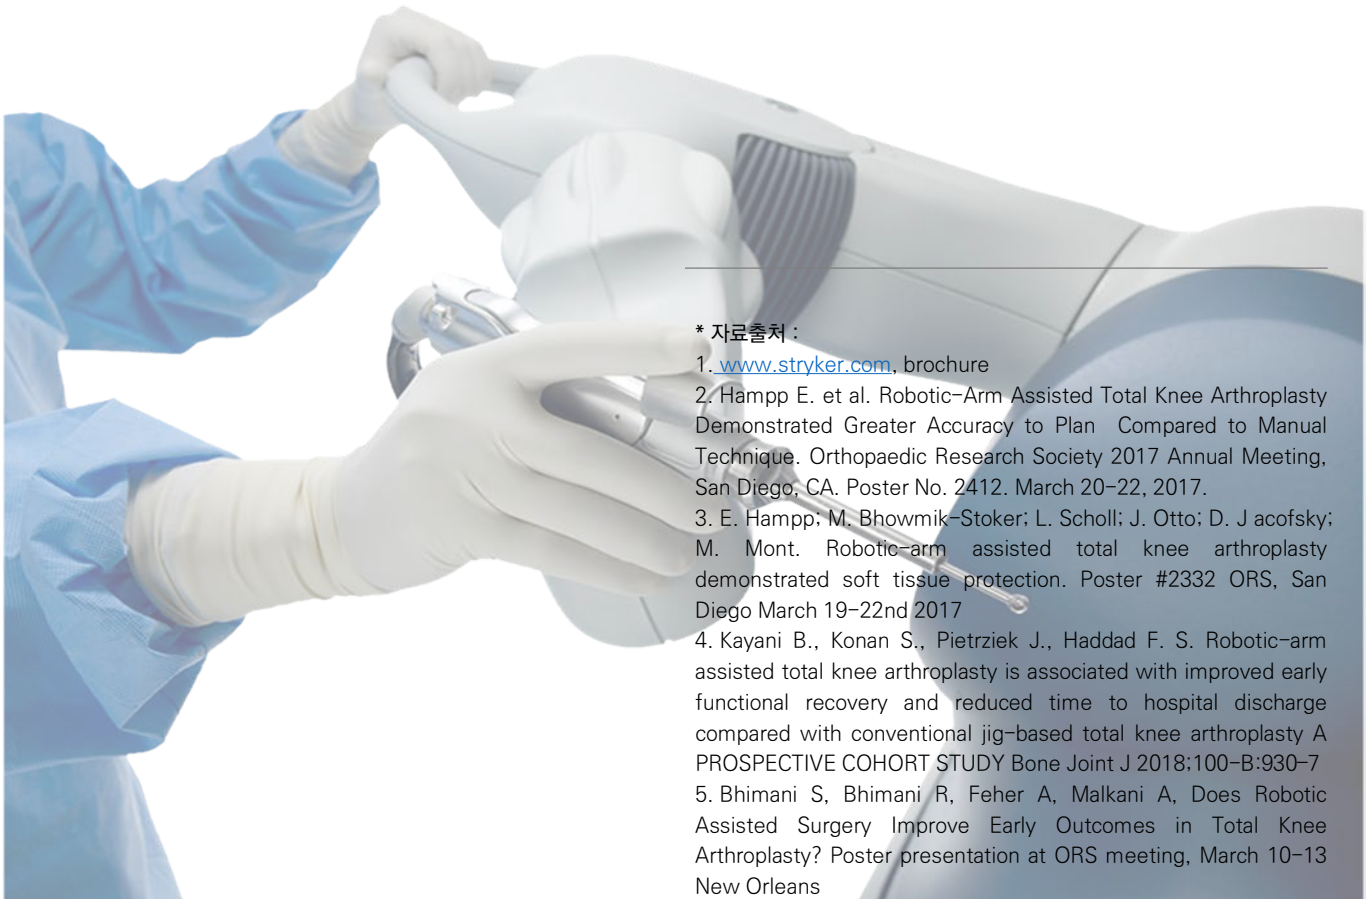 * 자료출처 :
1. www.stryker.com, brochure
2. Hampp E. et al. Robotic-Arm Assisted Total Knee Arthroplasty
Demonstrated Greater Accuracy to Plan  Compared to Manual
Technique. Orthopaedic Research Society 2017 Annual Meeting,
San Diego, CA. Poster No. 2412. March 20-22, 2017.
3. E. Hampp; M. Bhowmik-Stoker; L. Scholl; J. Otto; D. J acofsky;
M. Mont. Robotic-arm assisted total knee arthroplasty
demonstrated soft tissue protection. Poster #2332 ORS, San
Diego March 19-22nd 2017
4. Kayani B., Konan S., Pietrziek J., Haddad F. S. Robotic-arm
assisted total knee arthroplasty is associated with improved early
functional recovery and reduced time to hospital discharge
compared with conventional jig-based total knee arthroplasty A
PROSPECTIVE COHORT STUDY Bone Joint J 2018;100-B:930–7
5. Bhimani S, Bhimani R, Feher A, Malkani A, Does Robotic
Assisted Surgery Improve Early Outcomes in Total Knee
Arthroplasty? Poster presentation at ORS meeting, March 10-13
New Orleans